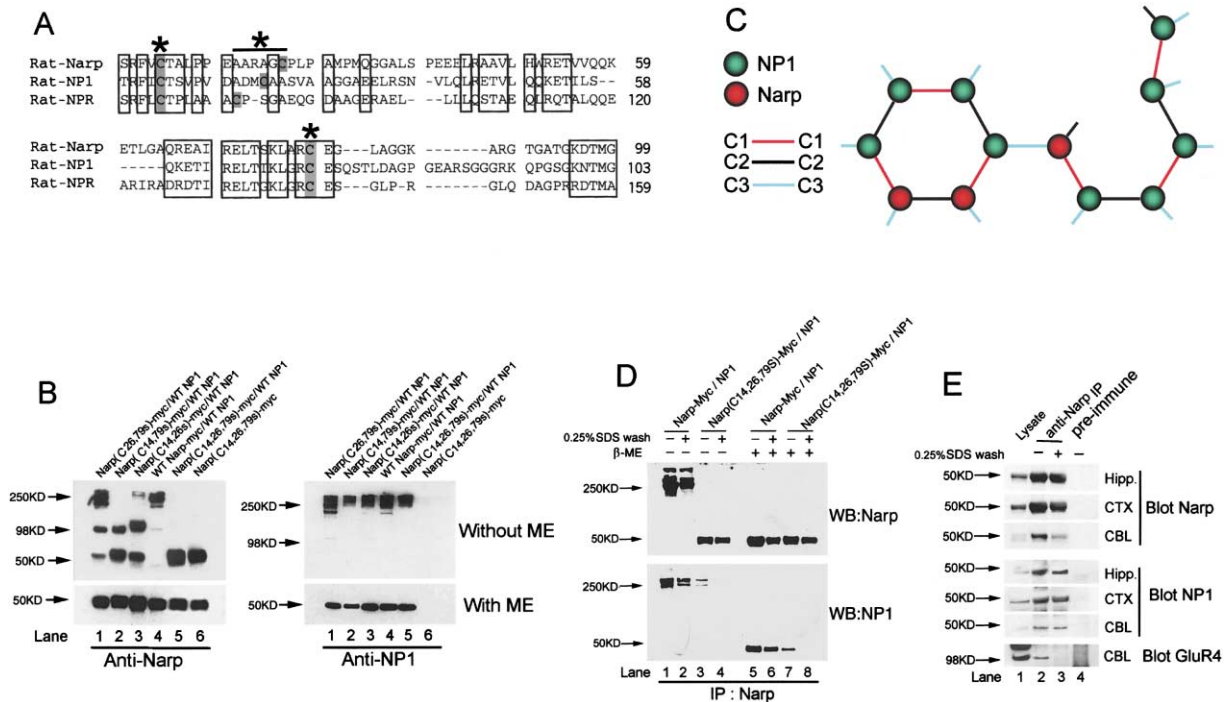 A
Rat-Narp SRFVCTALPP EAARAGCPLP AMPMQGGALS PEEELRAAVL HWRETVVQQK 59
Rat-NP1 TRFICTSVPVD ADMCAASVAA GGAEELRSN VLQLRETVLQ QKETILS-- 58
Rat-NPR SRFLCTPLAA ACP-SGAEQG DAAGERAEL- LLLQSTAEQ LRQTALQQE 120
Rat-Narp ETLGAQREAI RELTSKLARC EG---LAGGK -----ARG TGATGKDTMG 99
Rat-NP1 -----QKETI RELTIKLGRC ESQSTLDAGP GEARSGGGRK QPGSGKNTMG 103
Rat-NPR ARIRADRDTI RELTGKLGRC ES---GLP-R ------GLQ DAGPRRDTMA 159
C
NP1
Narp
C1 C1
C2 C2
C3 C3
B
Narp(C26,79s)-myc/WT NP1
Narp(C14,79s)-myc/WT NP1
Narp(C14,26s)-myc/WT NP1
WT Narp-myc/WT NP1
Narp(C14,26,79s)-myc/WT NP1
Narp(C14,26,79s)-myc
250KD
98KD
50KD
50KD
Lane 1 2 3 4 5 6
Anti-Narp
Narp(C26,79s)-myc/WT NP1
Narp(C14,79s)-myc/WT NP1
Narp(C14,26s)-myc/WT NP1
WT Narp-myc/WT NP1
Narp(C14,26,79s)-myc/WT NP1
Narp(C14,26,79s)-myc
250KD
98KD
Without ME
50KD
With ME
1 2 3 4 5 6
Anti-NP1
D
Narp-Myc / NP1
Narp(C14,26,79S)-Myc / NP1
Narp-Myc / NP1
Narp(C14,26,79S)-Myc / NP1
0.25%SDS wash - + - + - + - +
β-ME - - - - + + + +
250KD
WB:Narp
50KD
250KD
WB:NP1
50KD
Lane 1 2 3 4 5 6 7 8
IP : Narp
E
Lysate
anti-Narp IP
pre-immune
0.25%SDS wash - + -
50KD Hipp.
50KD CTX Blot Narp
50KD CBL
50KD Hipp.
50KD CTX Blot NP1
50KD CBL
98KD CBL Blot GluR4
Lane 1 2 3 4